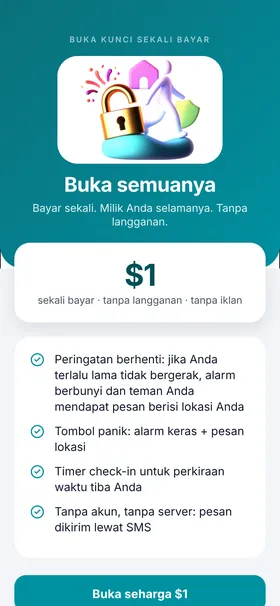 BUKA KUNCI SEKALI BAYAR
Buka semuanya
Bayar sekali. Milik Anda selamanya. Tanpa
langganan.
$1
sekali bayar · tanpa langganan · tanpa iklan
Peringatan berhenti: jika Anda
terlalu lama tidak bergerak, alarm
berbunyi dan teman Anda
mendapat pesan berisi lokasi Anda
Tombol panik: alarm keras + pesan
lokasi
Timer check-in untuk perkiraan
waktu tiba Anda
Tanpa akun, tanpa server: pesan
dikirim lewat SMS
Buka seharga $1